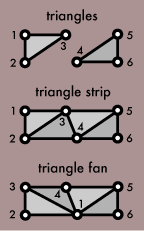 triangles
1 3 4 5
2 6
triangle strip
1 3 5
2 4 6
triangle fan
3 4 5
2 1 6